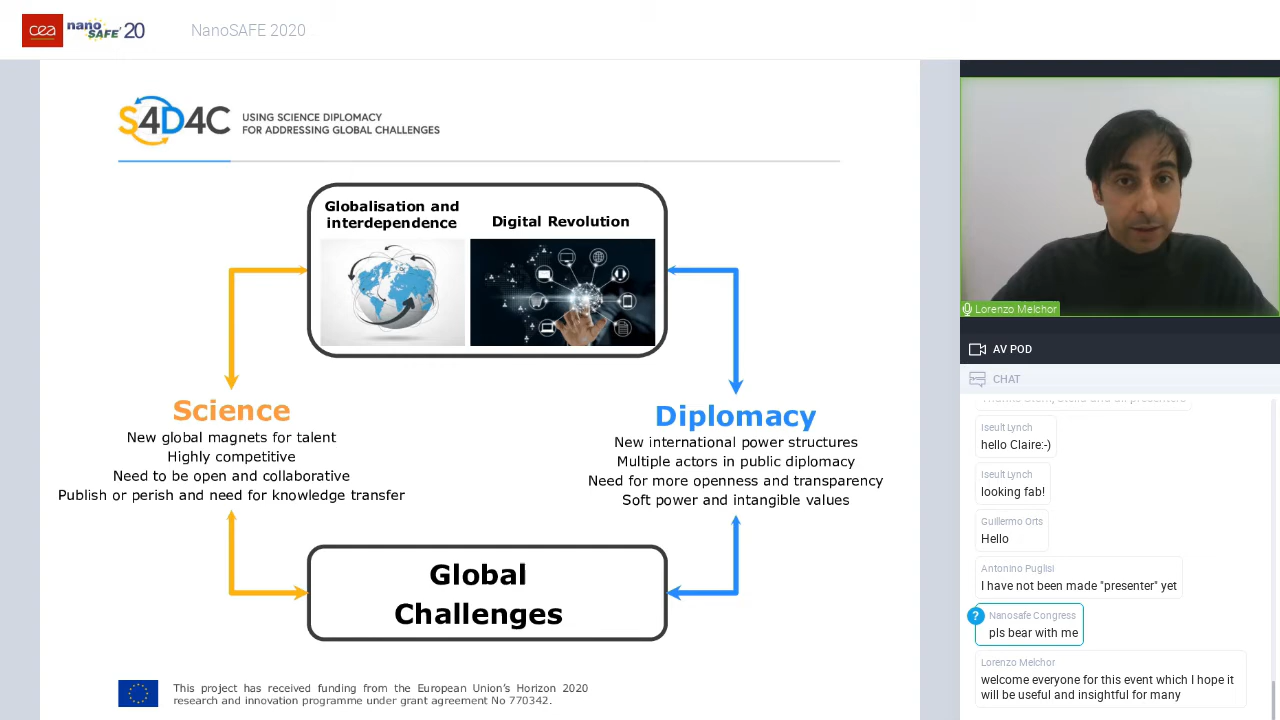 cea nano SAFE' 20
NanoSAFE 2020
S4D4C
USING SCIENCE DIPLOMACY
FOR ADDRESSING GLOBAL CHALLENGES
Globalisation and
interdependence
Digital Revolution
Science
New global magnets for talent
Highly competitive
Need to be open and collaborative
Publish or perish and need for knowledge transfer
Diplomacy
New international power structures
Multiple actors in public diplomacy
Need for more openness and transparency
Soft power and intangible values
Global
Challenges
This project has received funding from the European Union's Horizon 2020
research and innovation programme under grant agreement No 770342.
Lorenzo Melchor
AV POD
CHAT
Iseult Lynch
hello Claire:-)
Iseult Lynch
looking fab!
Guillermo Orts
Hello
Antonino Puglisi
I have not been made "presenter" yet
?
Nanosafe Congress
pls bear with me
Lorenzo Melchor
welcome everyone for this event which I hope it
will be useful and insightful for many